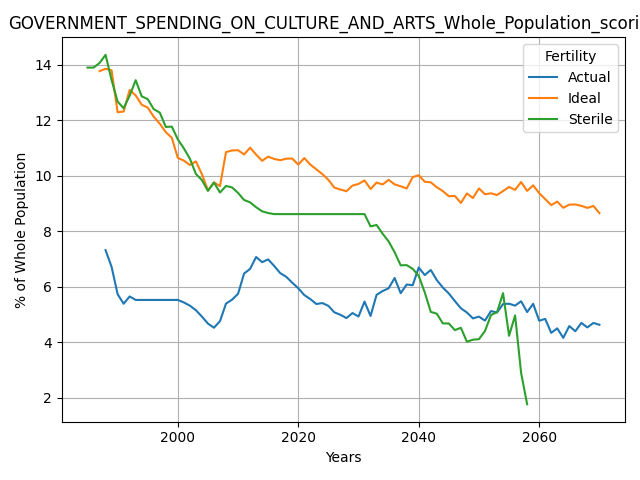 GOVERNMENT_SPENDING_ON_CULTURE_AND_ARTS_Whole_Population_scori
Fertility
Actual
Ideal
Sterile
% of Whole Population
14
12
10
8
6
4
2
2000 2020 2040 2060
Years